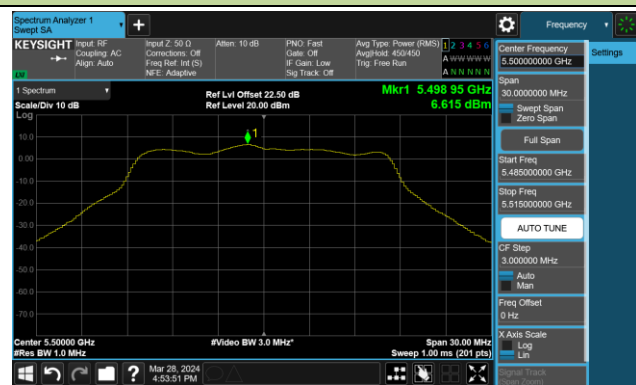 Spectrum Analyzer 1
Swept SA
Frequency
KEYSIGHT
Input: RF
Coupling: AC
Align: Auto
Input Z: 50 Ω
Corrections: Off
Freq Ref: Int (S)
NFE: Adaptive
Atten: 10 dB
PNO: Fast
Gate: Off
IF Gain: Low
Sig Track: Off
Avg Type: Power (RMS)
Avg|Hold: 450/450
Trig: Free Run
1 2 3 4 5 6
A W W W W W
A N N N N N
LXI
1 Spectrum
Scale/Div 10 dB
Log
Ref Lvl Offset 22.50 dB
Ref Level 20.00 dBm
Mkr1 5.498 95 GHz
6.615 dBm
1
10.0
0.00
-10.0
-20.0
-30.0
-40.0
-50.0
-60.0
-70.0
Center 5.50000 GHz
#Res BW 1.0 MHz
#Video BW 3.0 MHz*
Span 30.00 MHz
Sweep 1.00 ms (201 pts)
Center Frequency
5.500000000 GHz
Settings
Span
30.0000000 MHz
Swept Span
Zero Span
Full Span
Start Freq
5.485000000 GHz
Stop Freq
5.515000000 GHz
AUTO TUNE
CF Step
3.000000 MHz
Auto
Man
Freq Offset
0 Hz
X Axis Scale
Log
Lin
Signal Track
(Span Zoom)
?
Mar 28, 2024
4:53:51 PM